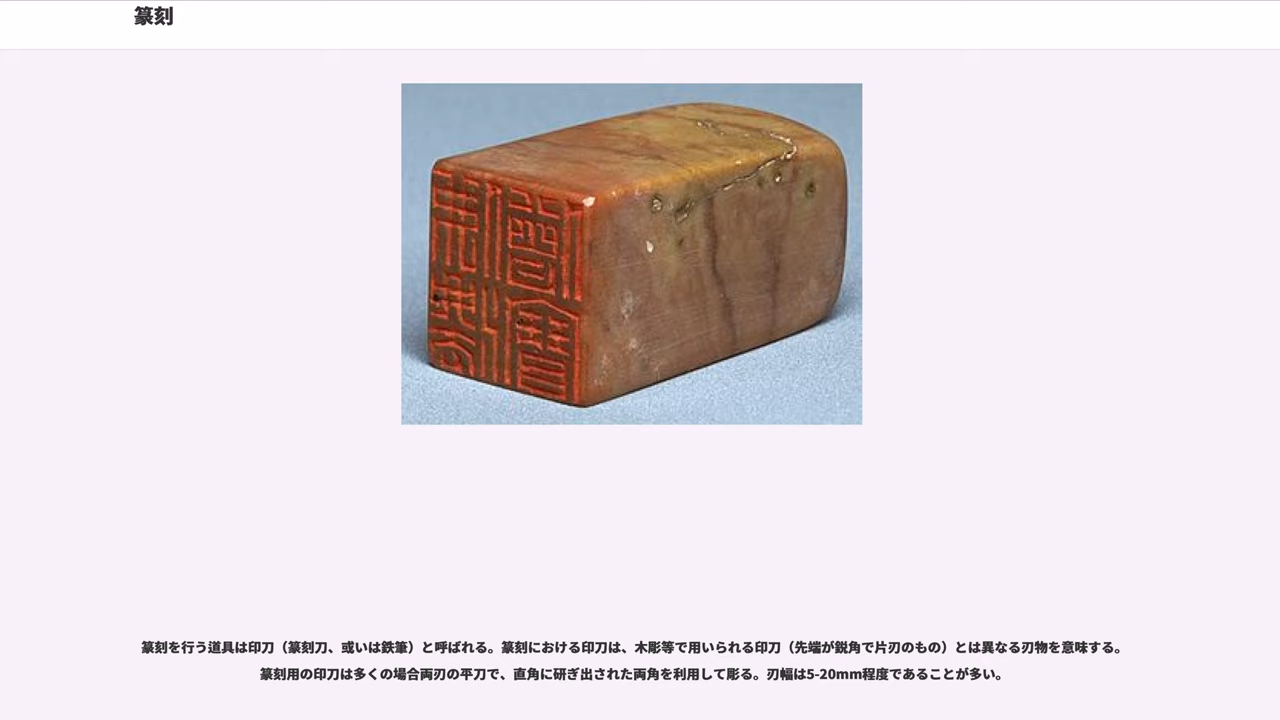 篆刻
篆刻を行う道具は印刀（篆刻刀、或いは鉄筆）と呼ばれる。篆刻における印刀は、木彫等で用いられる印刀（先端が鋭角で片刃のもの）とは異なる刃物を意味する。
篆刻用の印刀は多くの場合両刃の平刀で、直角に研ぎ出された両角を利用して彫る。刃幅は5-20mm程度であることが多い。